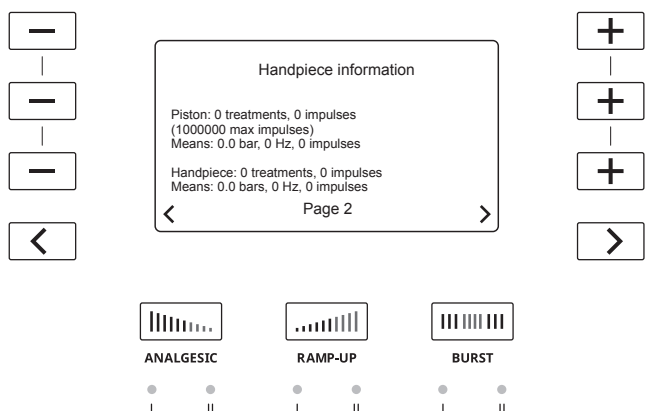 Handpiece information
Piston: 0 treatments, 0 impulses
(1000000 max impulses)
Means: 0.0 bar, 0 Hz, 0 impulses
Handpiece: 0 treatments, 0 impulses
Means: 0.0 bars, 0 Hz, 0 impulses
Page 2
ANALGESIC RAMP-UP BURST
I II I II I II